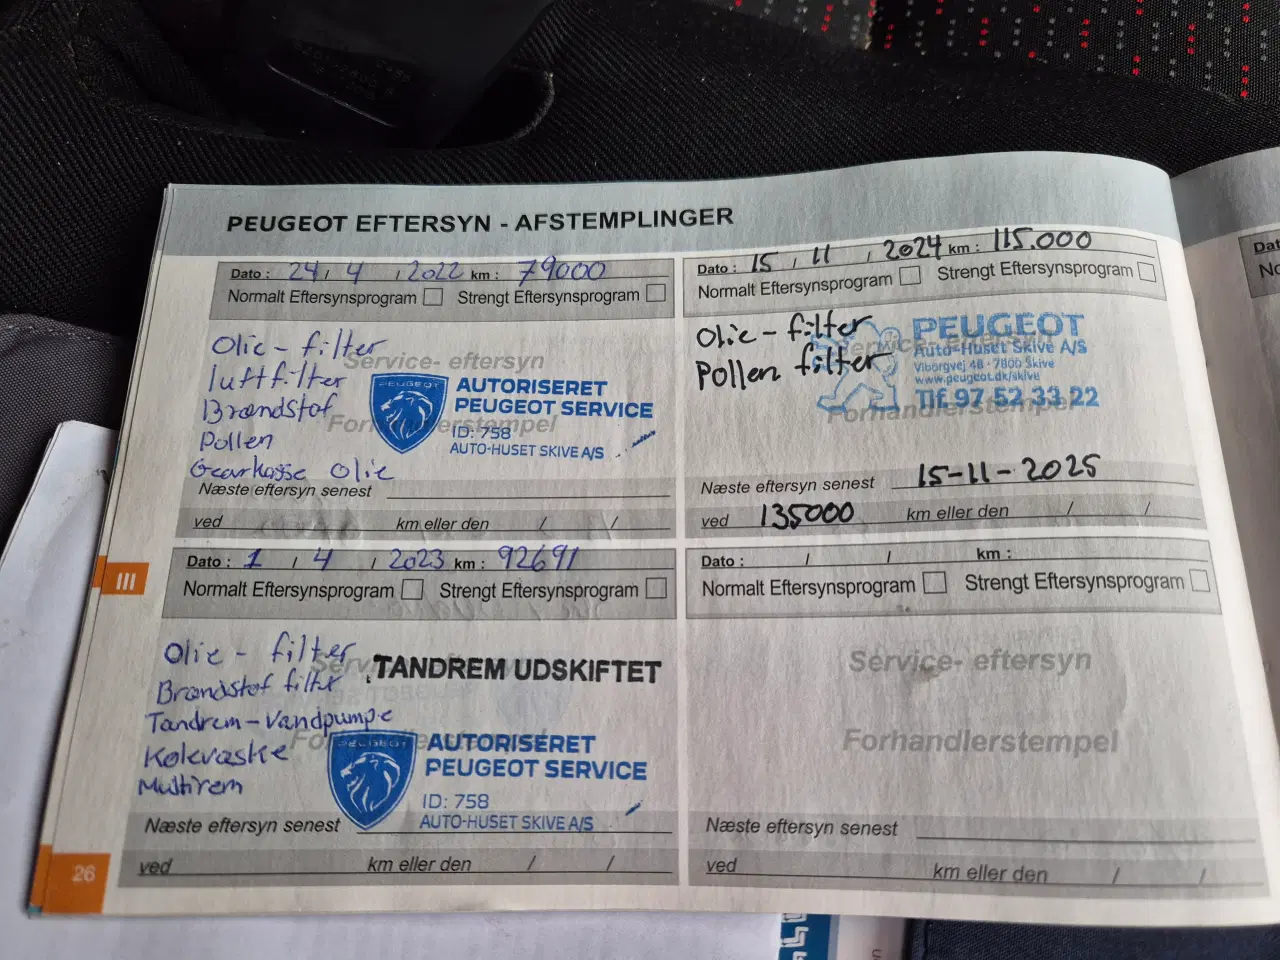 PEUGEOT EFTERSYN - AFSTEMPLINGER
Dato : 24 / 4 / 2022 km : 79000
Normalt Eftersynsprogram Strengt Eftersynsprogram
Olie - filter
luftfilter
Brændstof
Pollen
Gearkasse olie
Service- eftersyn
Forhandlerstempel
PEUGEOT
AUTORISERET
PEUGEOT SERVICE
ID: 758
AUTO-HUSET SKIVE A/S
Næste eftersyn senest
ved km eller den / /
Dato : 1 / 4 / 2023 km : 92691
Normalt Eftersynsprogram Strengt Eftersynsprogram
Olie - filter
Brændstof filter
Tandrem-Vandpumpe
Kølevæske
Multirem
TANDREM UDSKIFTET
PEUGEOT
AUTORISERET
PEUGEOT SERVICE
ID: 758
AUTO-HUSET SKIVE A/S
Næste eftersyn senest
ved km eller den / /
Dato : 15 / 11 / 2024 km : 115.000
Normalt Eftersynsprogram Strengt Eftersynsprogram
Olie - filter
Pollen filter
Service- eftersyn
Forhandlerstempel
PEUGEOT
Auto-Huset Skive A/S
Viborgvej 48 - 7800 Skive
www.peugeot.dk/skive
Tlf. 97 52 33 22
Næste eftersyn senest 15-11-2025
ved 135000 km eller den / /
Dato : / / km :
Normalt Eftersynsprogram Strengt Eftersynsprogram
Service- eftersyn
Forhandlerstempel
Næste eftersyn senest
ved km eller den / /
III
26